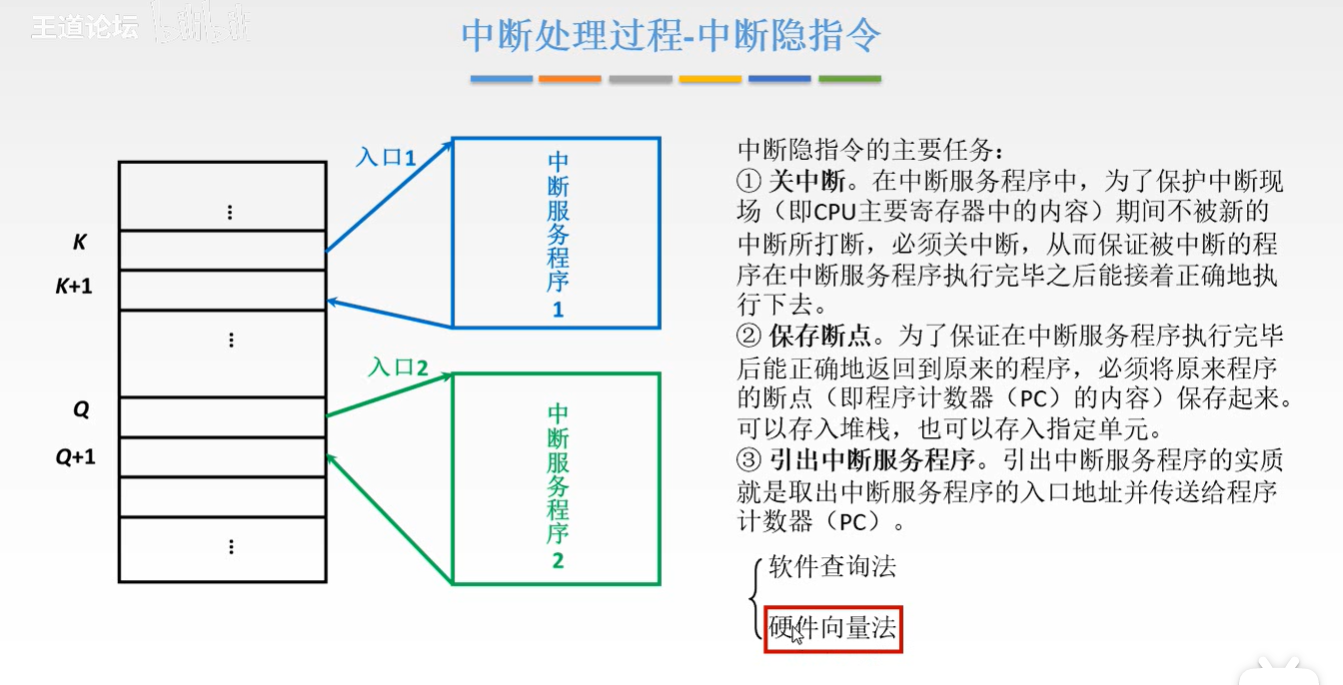 王道论坛 bilibili
中断处理过程-中断隐指令
K
K+1
Q
Q+1
入口1
中断服务程序1
入口2
中断服务程序2
中断隐指令的主要任务：
① 关中断。在中断服务程序中，为了保护中断现
场（即CPU主要寄存器中的内容）期间不被新的
中断所打断，必须关中断，从而保证被中断的程
序在中断服务程序执行完毕之后能接着正确地执
行下去。
② 保存断点。为了保证在中断服务程序执行完毕
后能正确地返回到原来的程序，必须将原来程序
的断点（即程序计数器（PC）的内容）保存起来。
可以存入堆栈，也可以存入指定单元。
③ 引出中断服务程序。引出中断服务程序的实质
就是取出中断服务程序的入口地址并传送给程序
计数器（PC）。
软件查询法
硬件向量法